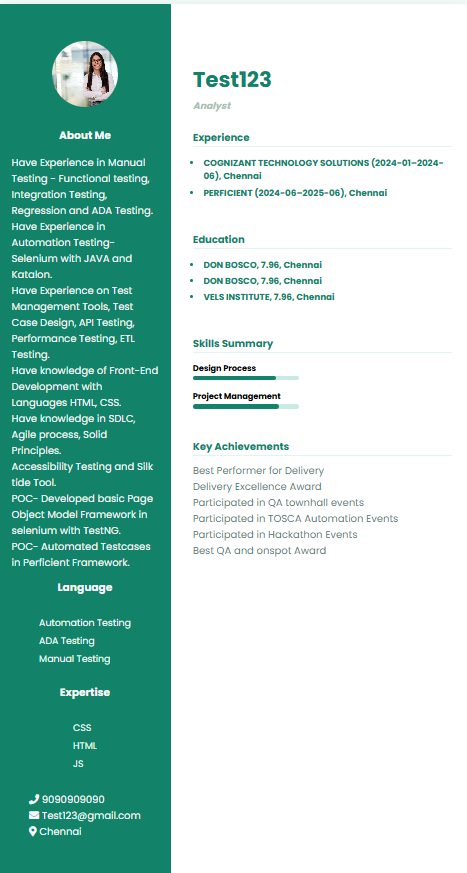 About Me
Have Experience in Manual
Testing - Functional testing,
Integration Testing,
Regression and ADA Testing.
Have Experience in
Automation Testing-
Selenium with JAVA and
Katalon.
Have Experience on Test
Management Tools, Test
Case Design, API Testing,
Performance Testing, ETL
Testing.
Have knowledge of Front-End
Development with
Languages HTML, CSS.
Have knowledge in SDLC,
Agile process, Solid
Principles.
Accessibility Testing and Silk
tide Tool.
POC- Developed basic Page
Object Model Framework in
selenium with TestNG.
POC- Automated Testcases
in Perficient Framework.
Language
Automation Testing
ADA Testing
Manual Testing
Expertise
CSS
HTML
JS
9090909090
Test123@gmail.com
Chennai
Test123
Analyst
Experience
• COGNIZANT TECHNOLOGY SOLUTIONS (2024-01–2024-
06), Chennai
• PERFICIENT (2024-06–2025-06), Chennai
Education
• DON BOSCO, 7.96, Chennai
• DON BOSCO, 7.96, Chennai
• VELS INSTITUTE, 7.96, Chennai
Skills Summary
Design Process
Project Management
Key Achievements
Best Performer for Delivery
Delivery Excellence Award
Participated in QA townhall events
Participated in TOSCA Automation Events
Participated in Hackathon Events
Best QA and onspot Award